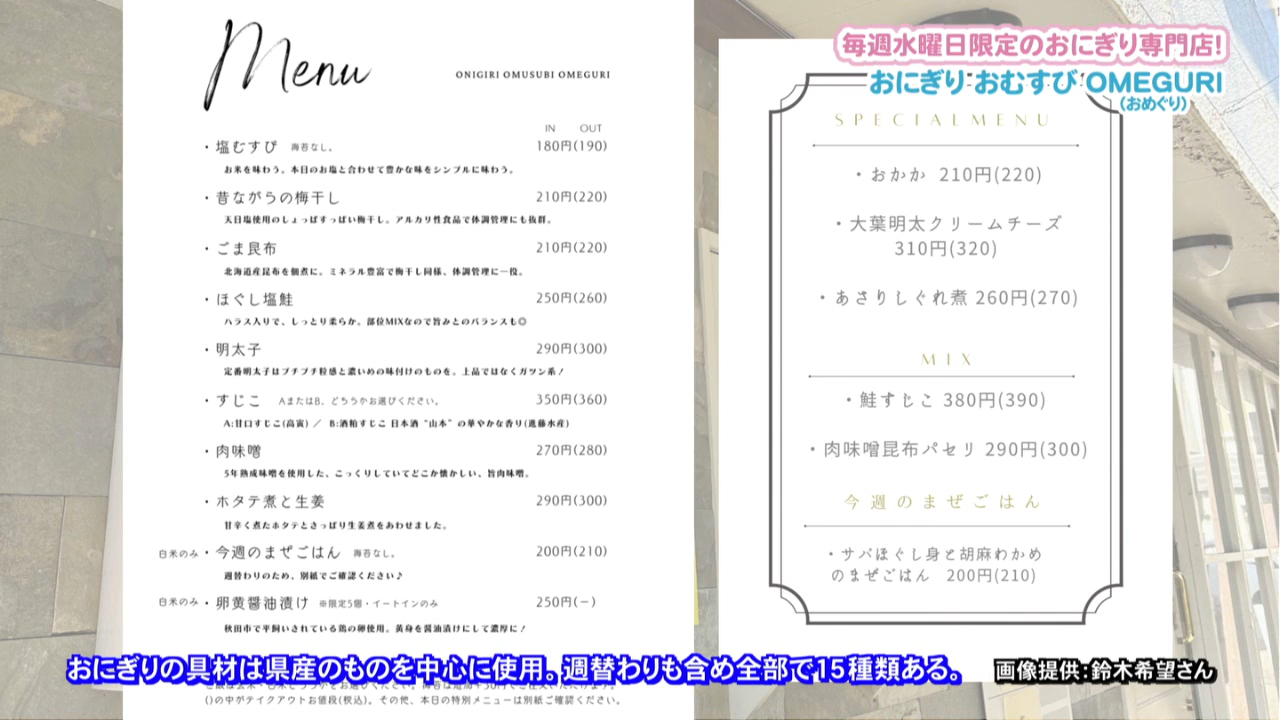 毎週水曜日限定のおにぎり専門店!
おにぎり おむすび OMEGURI
(おめぐり)
Menu
ONIGIRI OMUSUBI OMEGURI
IN OUT
・塩むすび 海苔なし。 180円(190)
お米を味わう。本日のお塩と合わせて豊かな味をシンプルに味わう。
・昔ながらの梅干し 210円(220)
天日塩使用のしょっぱすっぱい梅干し。アルカリ性食品で体調管理にも抜群。
・ごま昆布 210円(220)
北海道産昆布を佃煮に。ミネラル豊富で梅干し同様、体調管理に一役。
・ほぐし塩鮭 250円(260)
ハラス入りで、しっとり柔らか。部位MIXなので旨みとのバランスも◎
・明太子 290円(300)
定番明太子はプチプチ粒感と濃いめの味付けのものを。上品ではなくガツン系！
・すじこ AまたはB、どちらかお選びください。 350円(360)
A:甘口すじこ(高寅) ／ B:酒粕すじこ 日本酒“山本”の華やかな香り(進藤水産)
・肉味噌 270円(280)
5年熟成味噌を使用した、こっくりしていてどこか懐かしい、旨肉味噌。
・ホタテ煮と生姜 290円(300)
甘辛く煮たホタテとさっぱり生姜煮をあわせました。
白米のみ ・今週のまぜごはん 海苔なし。 200円(210)
週替わりのため、別紙でご確認ください♪
白米のみ ・卵黄醤油漬け ※限定5個・イートインのみ 250円(−)
秋田市で平飼いされている鶏の卵使用。黄身を醤油漬けにして濃厚に！
()の中がテイクアウトお値段(税込)。その他、本日の特別メニューは別紙ご確認ください。
SPECIALMENU
・おかか 210円(220)
・大葉明太クリームチーズ
310円(320)
・あさりしぐれ煮 260円(270)
MIX
・鮭すじこ 380円(390)
・肉味噌昆布パセリ 290円(300)
今週のまぜごはん
・サバほぐし身と胡麻わかめ
のまぜごはん 200円(210)
おにぎりの具材は県産のものを中心に使用。週替わりも含め全部で15種類ある。
画像提供：鈴木希望さん